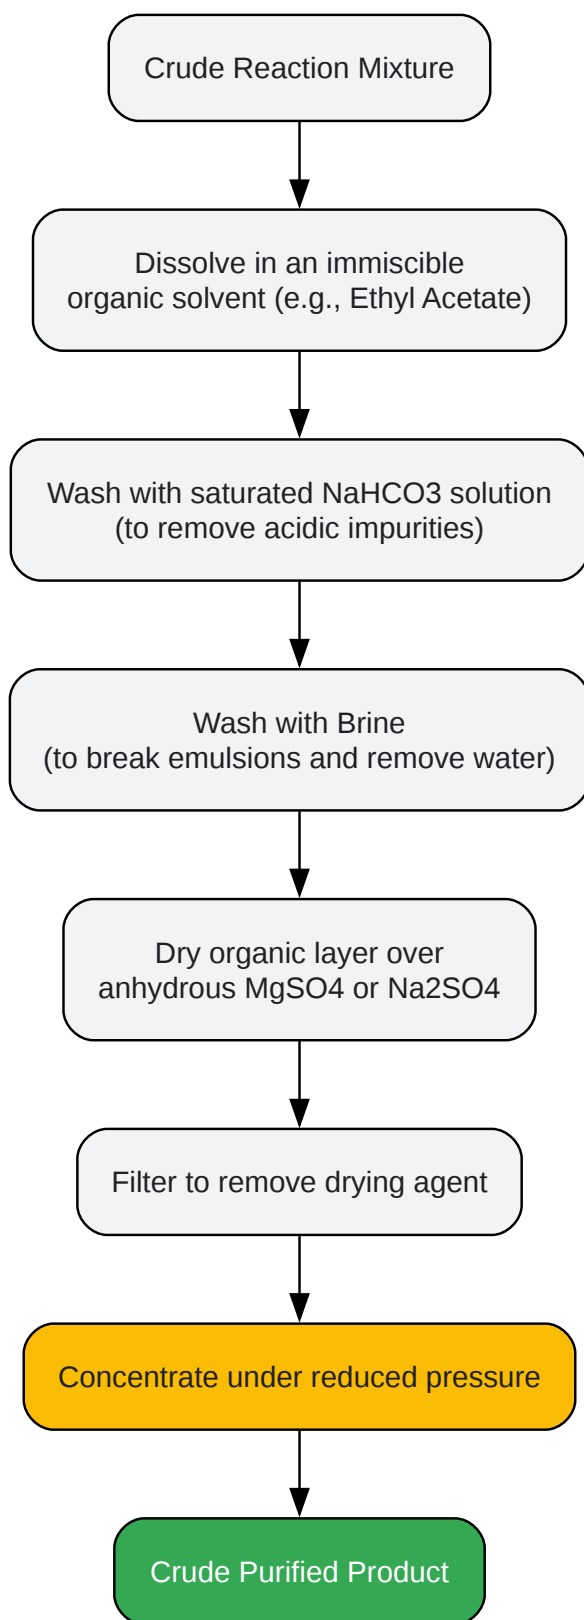 Crude Reaction Mixture
Dissolve in an immiscible
organic solvent (e.g., Ethyl Acetate)
Wash with saturated NaHCO3 solution
(to remove acidic impurities)
Wash with Brine
(to break emulsions and remove water)
Dry organic layer over
anhydrous MgSO4 or Na2SO4
Filter to remove drying agent
Concentrate under reduced pressure
Crude Purified Product